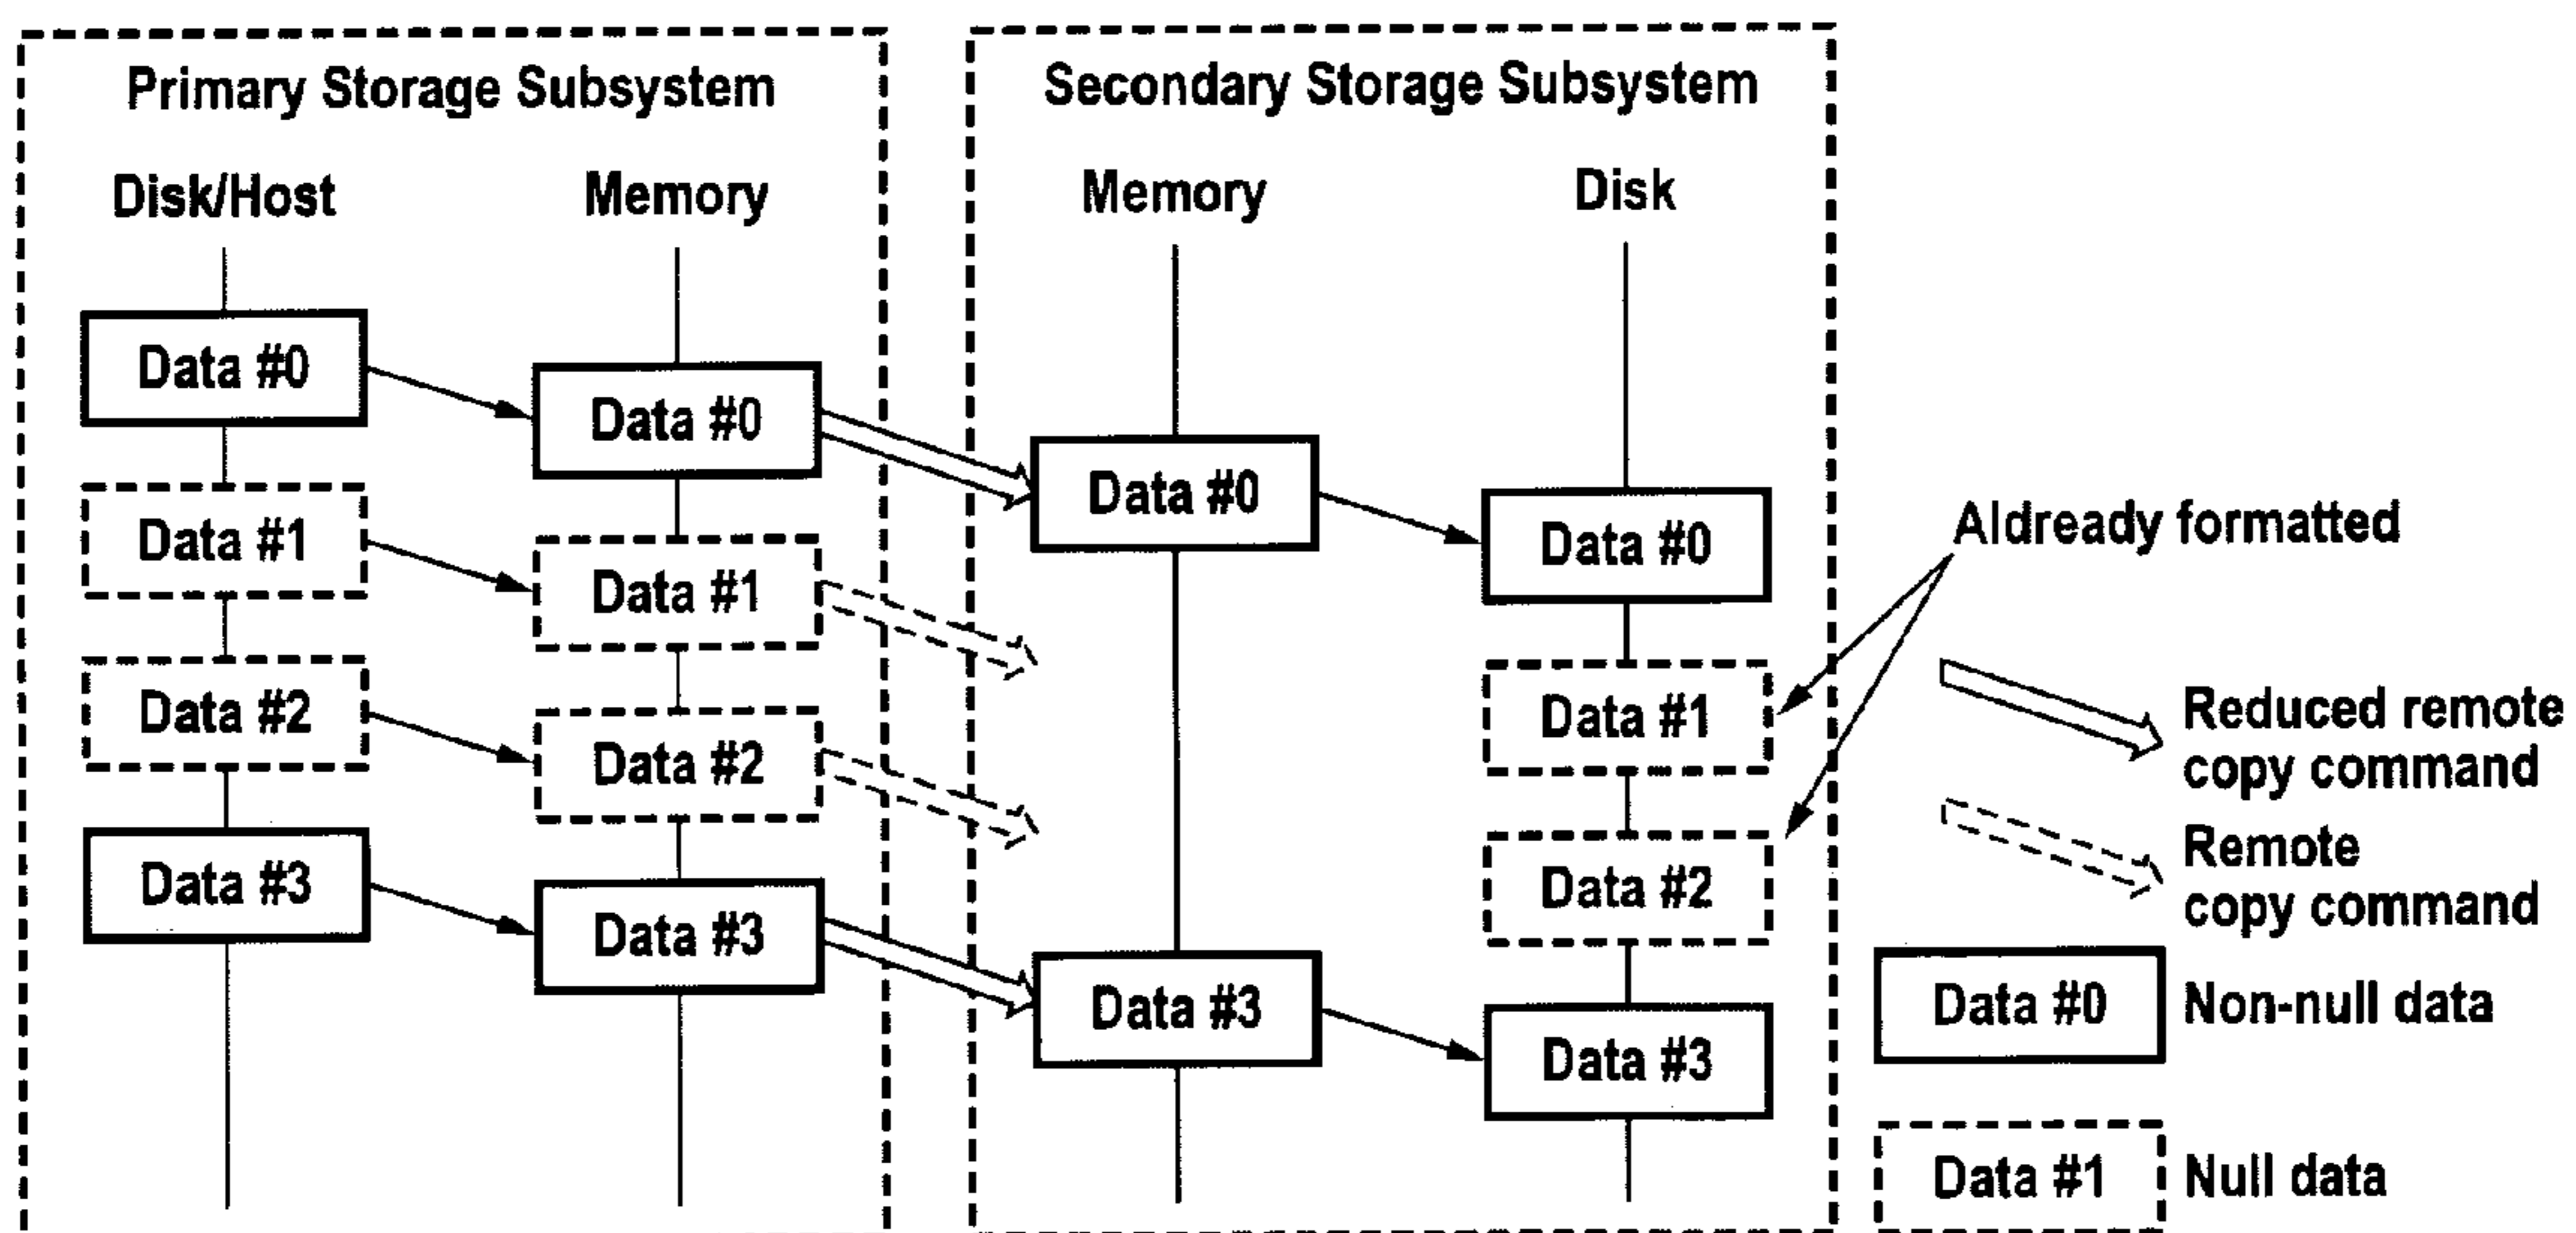 Primary Storage Subsystem
Secondary Storage Subsystem
Disk/Host
Memory
Memory
Disk
Data #0
Data #0
Data #0
Data #0
Data #1
Data #1
Data #1
Data #2
Data #2
Data #2
Data #3
Data #3
Data #3
Data #3
Aldready formatted
Reduced remote
copy command
Remote
copy command
Data #0
Non-null data
Data #1
Null data